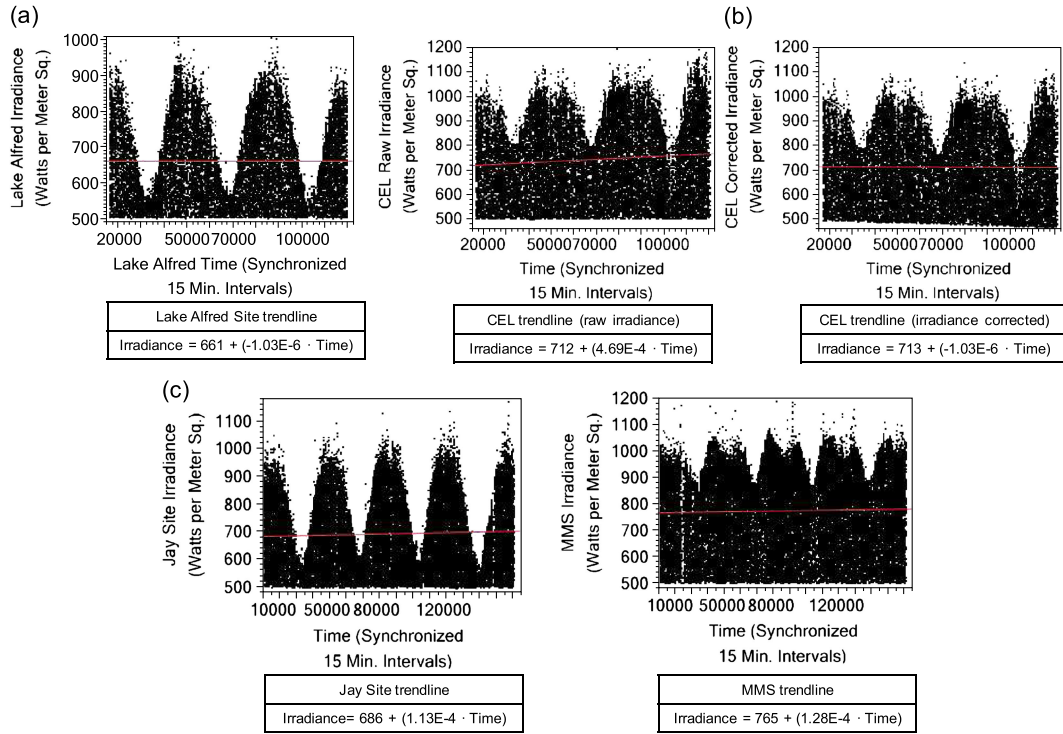 (a)
(b)
1000
900
800
700
600
500
Lake Alfred Irradiance
(Watts per Meter Sq.)
20000
50000
70000
100000
Lake Alfred Time (Synchronized
15 Min. Intervals)
Lake Alfred Site trendline
Irradiance = 661 + (-1.03E-6 · Time)
1200
1100
1000
900
800
700
600
500
CEL Raw Irradiance
(Watts per Meter Sq.)
20000
50000
70000
100000
Time (Synchronized
15 Min. Intervals)
CEL trendline (raw irradiance)
Irradiance = 712 + (4.69E-4 · Time)
1200
1100
1000
900
800
700
600
500
CEL Corrected Irradiance
(Watts per Meter Sq.)
20000
50000
70000
100000
Time (Synchronized
15 Min. Intervals)
CEL trendline (irradiance corrected)
Irradiance = 713 + (-1.03E-6 · Time)
(c)
1100
1000
900
800
700
600
500
Jay Site Irradiance
(Watts per Meter Sq.)
10000
50000
80000
120000
Time (Synchronized
15 Min. Intervals)
Jay Site trendline
Irradiance= 686 + (1.13E-4 · Time)
1200
1100
1000
900
800
700
600
500
MMS Irradiance
(Watts per Meter Sq.)
10000
50000
80000
120000
Time (Synchronized
15 Min. Intervals)
MMS trendline
Irradiance = 765 + (1.28E-4 · Time)